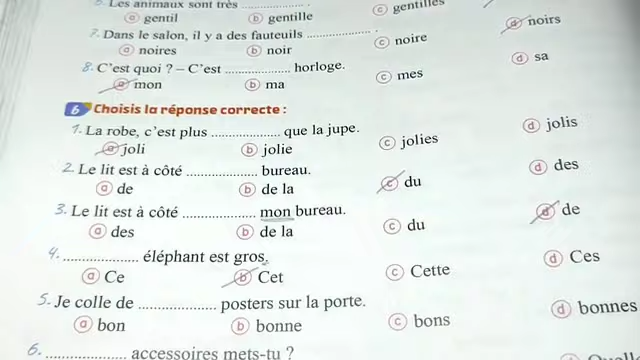 5. Les animaux sont très .............. .
a gentil b gentille c gentilles
7. Dans le salon, il y a des fauteuils .............. .
a noires b noir c noire d noirs
8. C'est quoi ? – C'est .............. horloge.
a mon b ma c mes d sa
6 Choisis la réponse correcte :
1. La robe, c'est plus .............. que la jupe.
a joli b jolie c jolies d jolis
2. Le lit est à côté .............. bureau.
a de b de la c du d des
3. Le lit est à côté .............. mon bureau.
a des b de la c du d de
4. .............. éléphant est gros.
a Ce b Cet c Cette d Ces
5. Je colle de .............. posters sur la porte.
a bon b bonne c bons d bonnes
6. .............. accessoires mets-tu ?